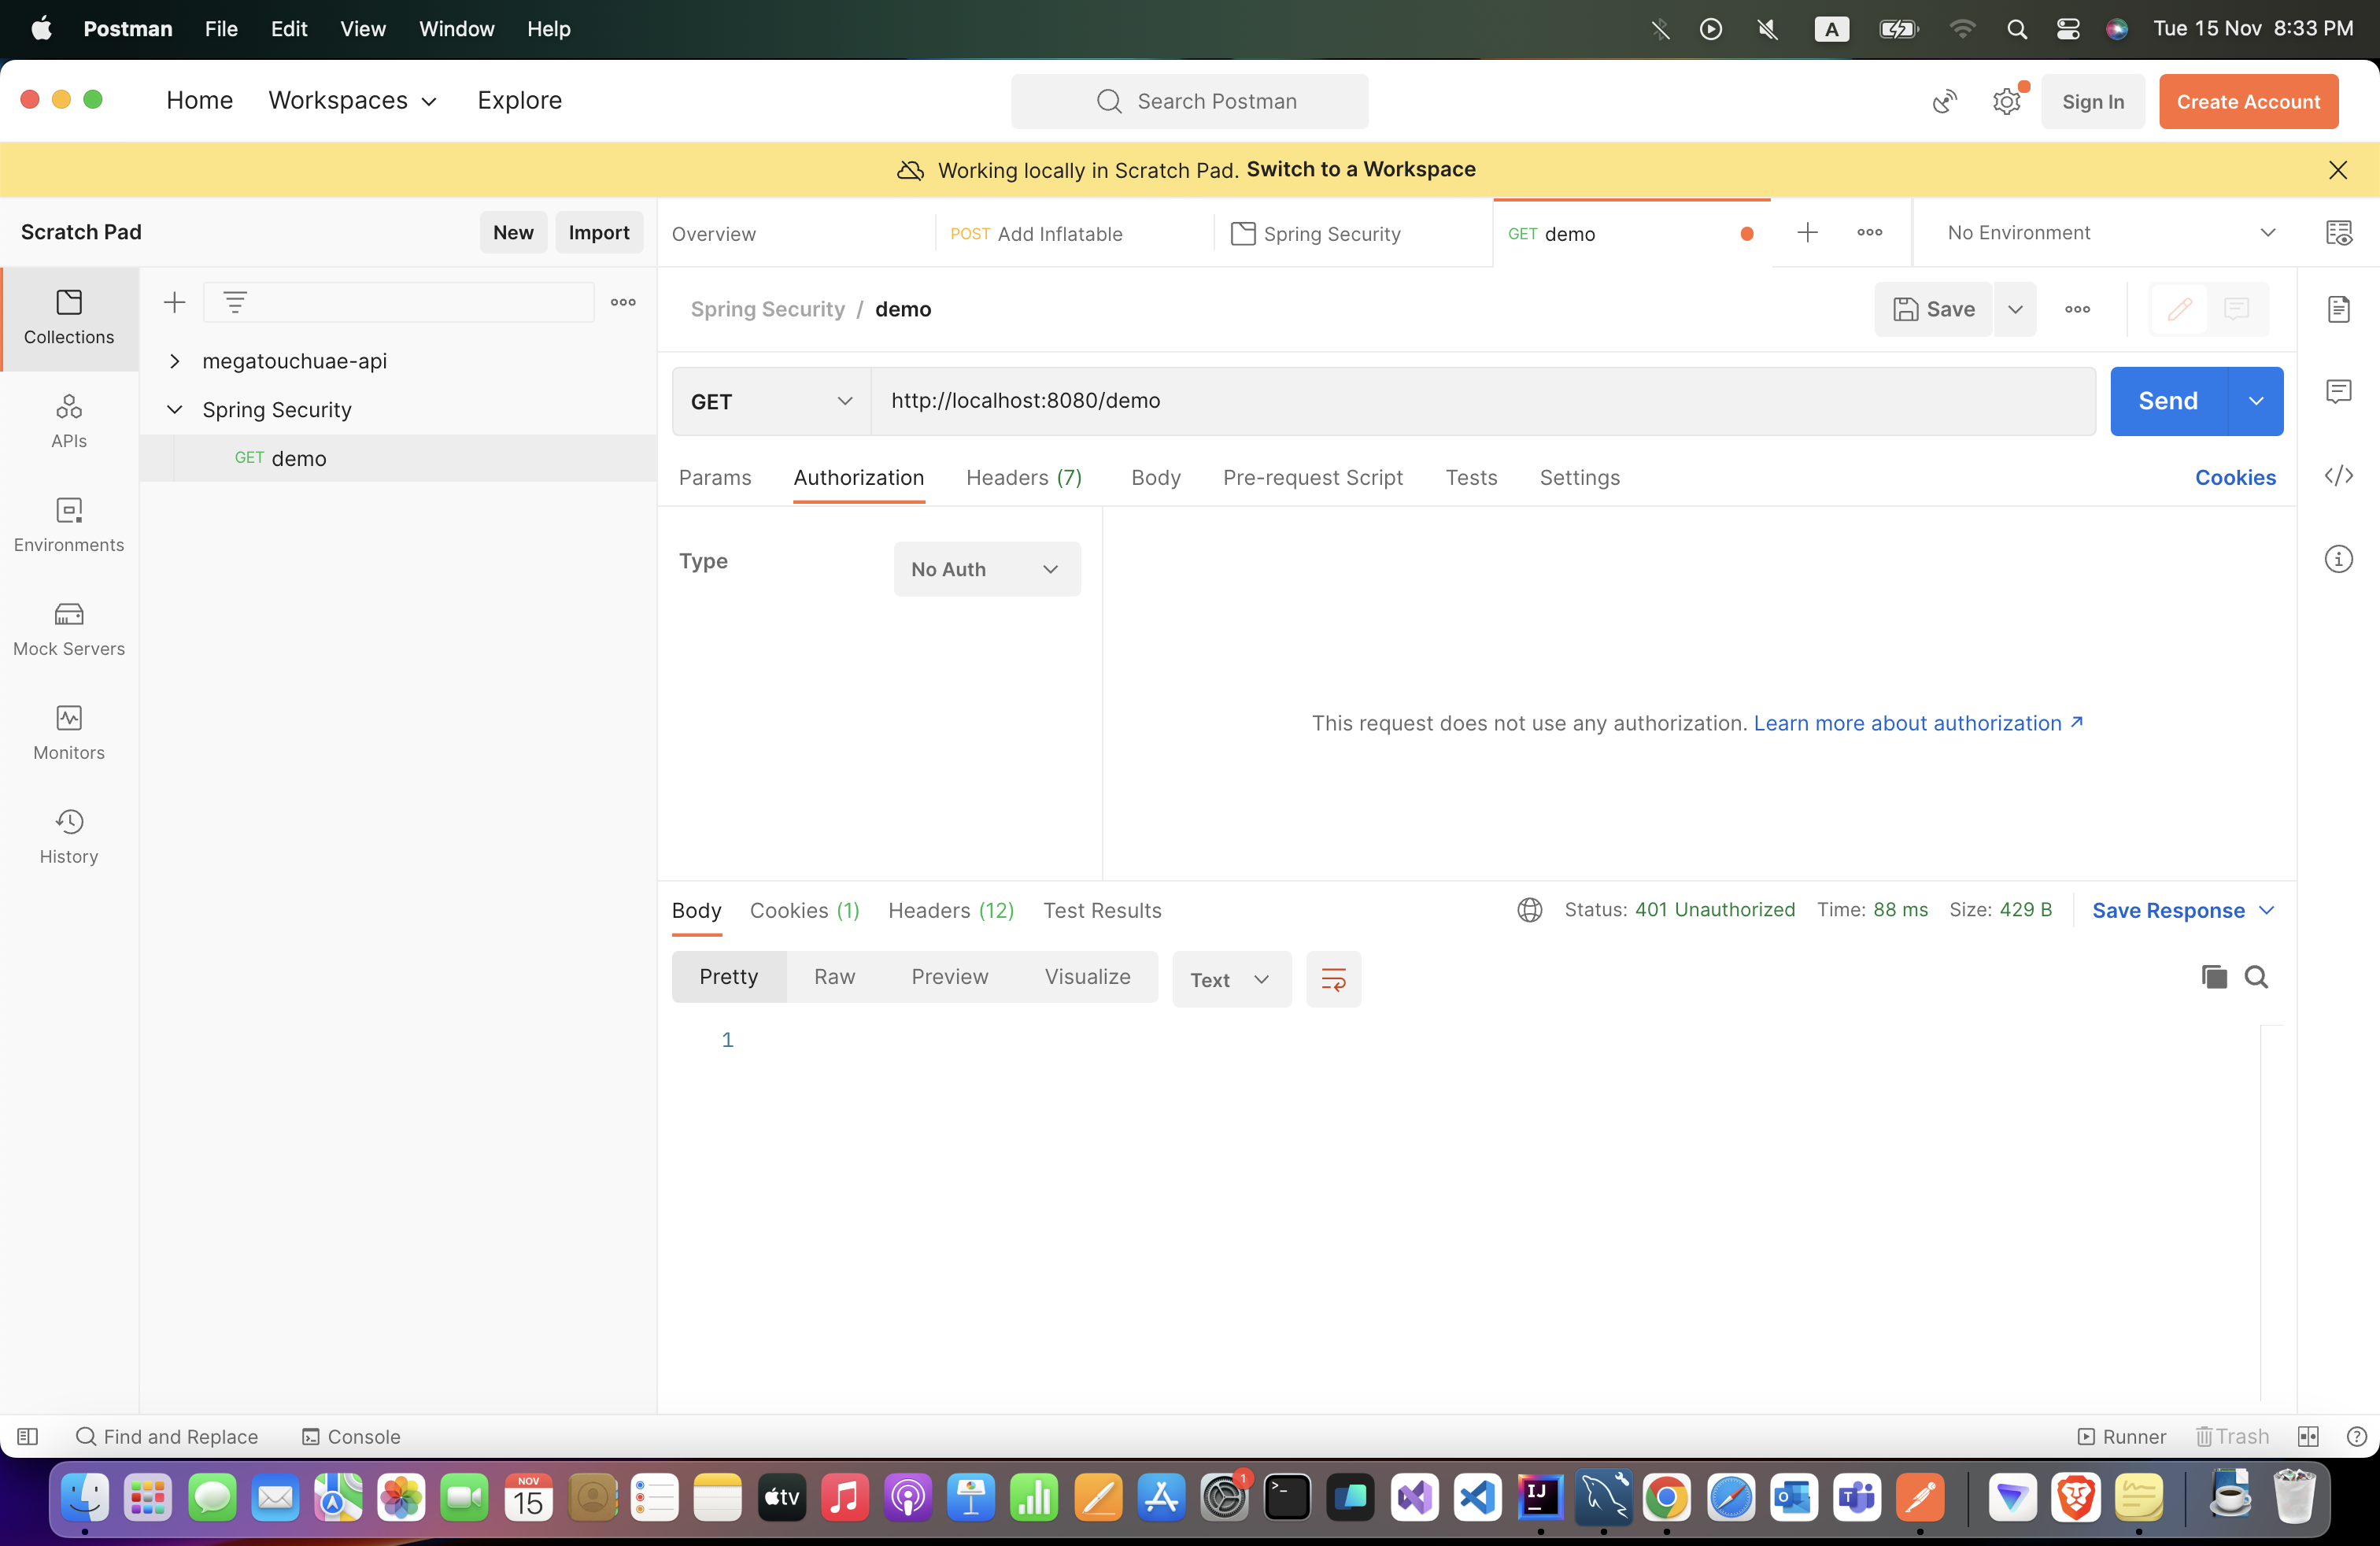 Postman File Edit View Window Help A Tue 15 Nov 8:33 PM
Home Workspaces Explore Search Postman Sign In Create Account
Working locally in Scratch Pad. Switch to a Workspace
Scratch Pad New Import Overview POST Add Inflatable Spring Security GET demo No Environment
Collections
APIs
Environments
Mock Servers
Monitors
History
megatouchuae-api
Spring Security
GET demo
Spring Security / demo Save
GET http://localhost:8080/demo Send
Params Authorization Headers (7) Body Pre-request Script Tests Settings Cookies
Type No Auth
This request does not use any authorization. Learn more about authorization ↗
Body Cookies (1) Headers (12) Test Results Status: 401 Unauthorized Time: 88 ms Size: 429 B Save Response
Pretty Raw Preview Visualize Text
1
Find and Replace Console Runner Trash
NOV
15
tv
1
IJ